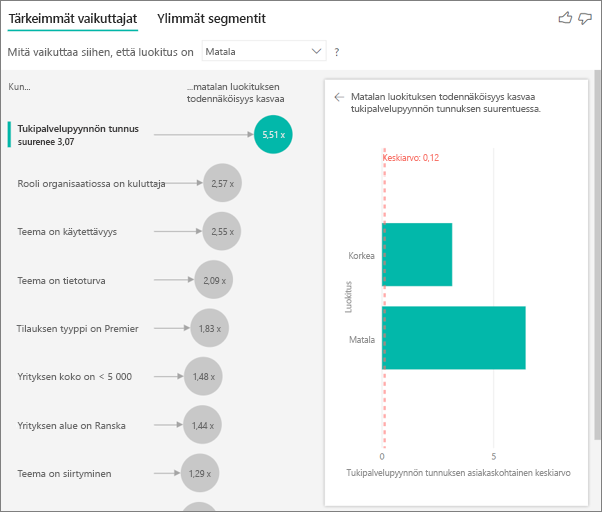 Tärkeimmät vaikuttajat
Ylimmät segmentit
Mitä vaikuttaa siihen, että luokitus on
Matala
?
Kun...
...matalan luokituksen
todennäköisyys kasvaa
Tukipalvelupyynnön tunnus
suurenee 3,07
5,51 x
Rooli organisaatiossa on kuluttaja
2,57 x
Teema on käytettävyys
2,55 x
Teema on tietoturva
2,09 x
Tilauksen tyyppi on Premier
1,83 x
Yrityksen koko on < 5 000
1,48 x
Yrityksen alue on Ranska
1,44 x
Teema on siirtyminen
1,29 x
Matalan luokituksen todennäköisyys kasvaa
tukipalvelupyynnön tunnuksen suurentuessa.
Keskiarvo: 0,12
Korkea
Luokitus
Matala
0
5
Tukipalvelupyynnön tunnuksen asiakaskohtainen keskiarvo